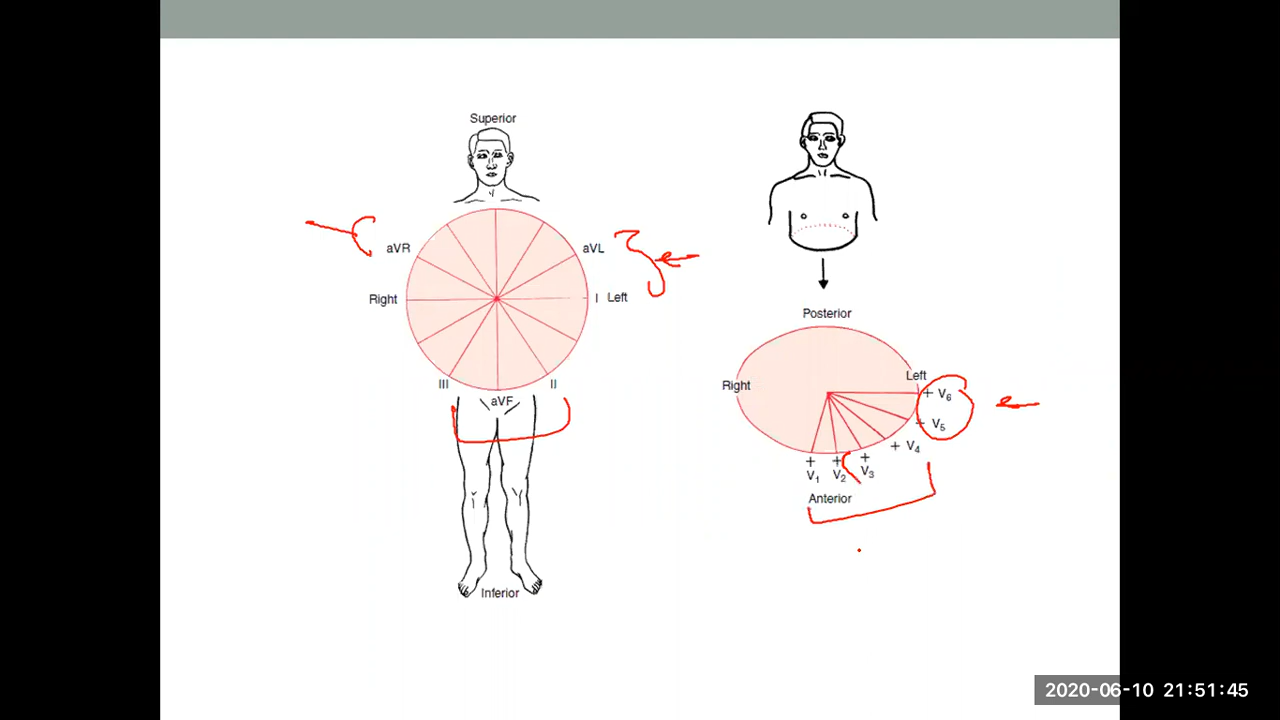 Superior
aVR
aVL
Right
I Left
III
II
aVF
Inferior
Posterior
Left
Right
+ V6
+ V5
+ V4
+ + +
V1 V2 V3
Anterior
2020-06-10 21:51:45